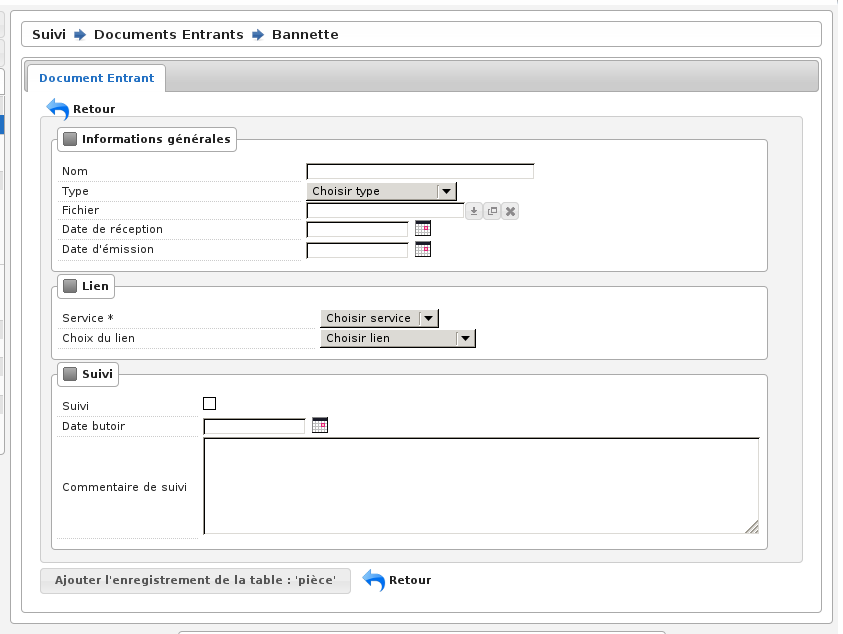 Suivi Documents Entrants Bannette
Document Entrant
Retour
Informations générales
Nom
Type Choisir type
Fichier
Date de réception
Date d'émission
Lien
Service * Choisir service
Choix du lien Choisir lien
Suivi
Suivi
Date butoir
Commentaire de suivi
Ajouter l'enregistrement de la table : 'pièce' Retour